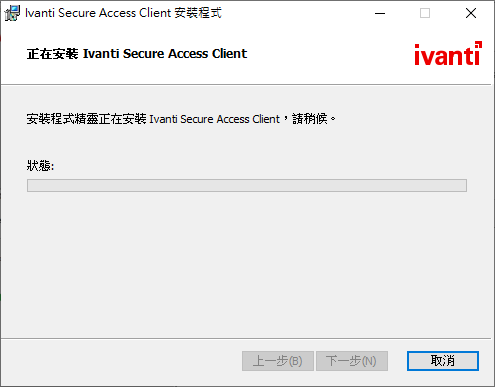 Ivanti Secure Access Client 安裝程式
正在安裝 Ivanti Secure Access Client
ivanti
安裝程式精靈正在安裝 Ivanti Secure Access Client，請稍候。
狀態:
上一步(B) 下一步(N) 取消